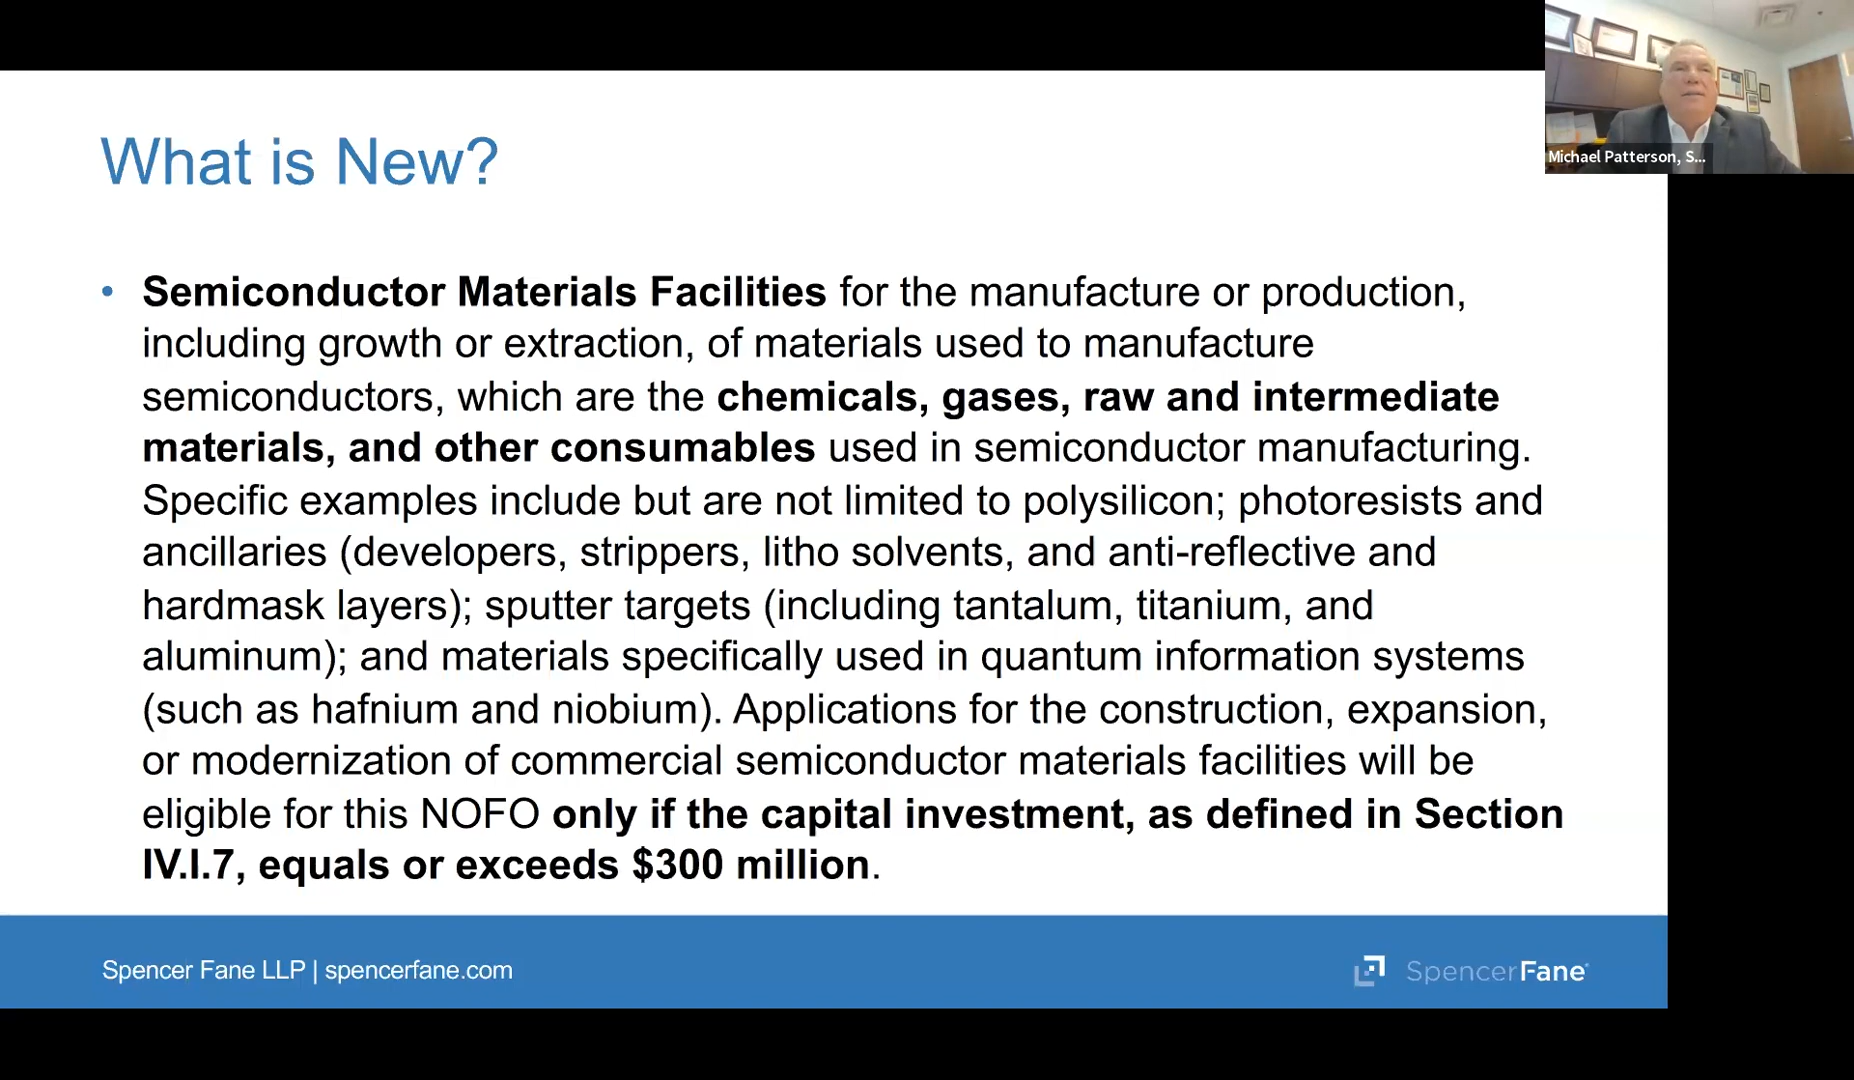 Michael Patterson, S...
What is New?
• Semiconductor Materials Facilities for the manufacture or production,
including growth or extraction, of materials used to manufacture
semiconductors, which are the chemicals, gases, raw and intermediate
materials, and other consumables used in semiconductor manufacturing.
Specific examples include but are not limited to polysilicon; photoresists and
ancillaries (developers, strippers, litho solvents, and anti-reflective and
hardmask layers); sputter targets (including tantalum, titanium, and
aluminum); and materials specifically used in quantum information systems
(such as hafnium and niobium). Applications for the construction, expansion,
or modernization of commercial semiconductor materials facilities will be
eligible for this NOFO only if the capital investment, as defined in Section
IV.I.7, equals or exceeds $300 million.
Spencer Fane LLP | spencerfane.com
SpencerFane